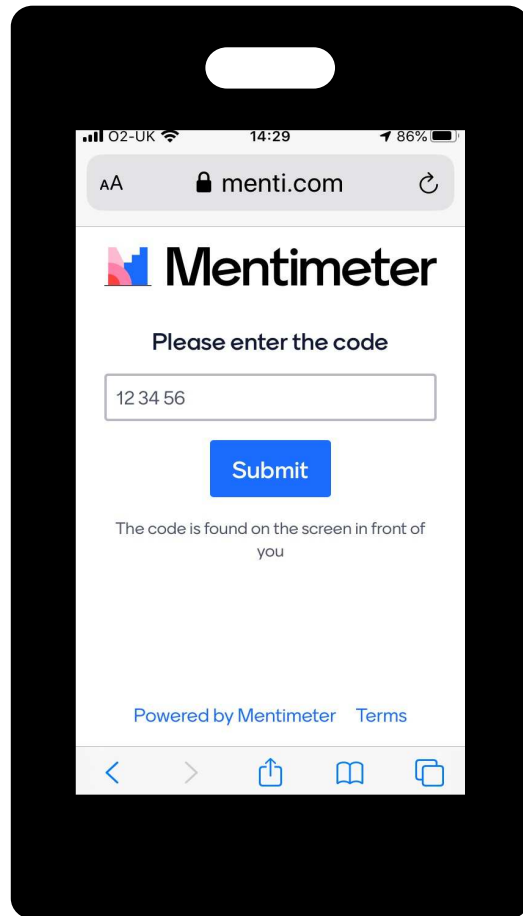 O2-UK 14:29 86%
AA menti.com
Mentimeter
Please enter the code
12 34 56
Submit
The code is found on the screen in front of
you
Powered by Mentimeter Terms